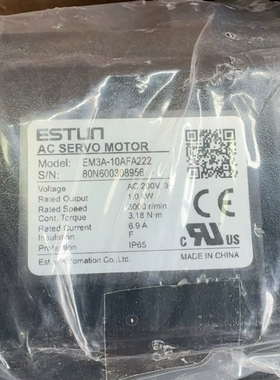 ESTUN
AC SERVO MOTOR
Model: EM3A-10AFA222
S/N: 80N600308956
Voltage AC 200V 3
Rated Output 1.0 kW
Rated Speed 3000 r/min
Cont. Torque 3.18 N·m
Rated Current 6.9 A
Insulation F
Protection IP65
Estun Automation Co., Ltd.
MADE IN CHINA
C US